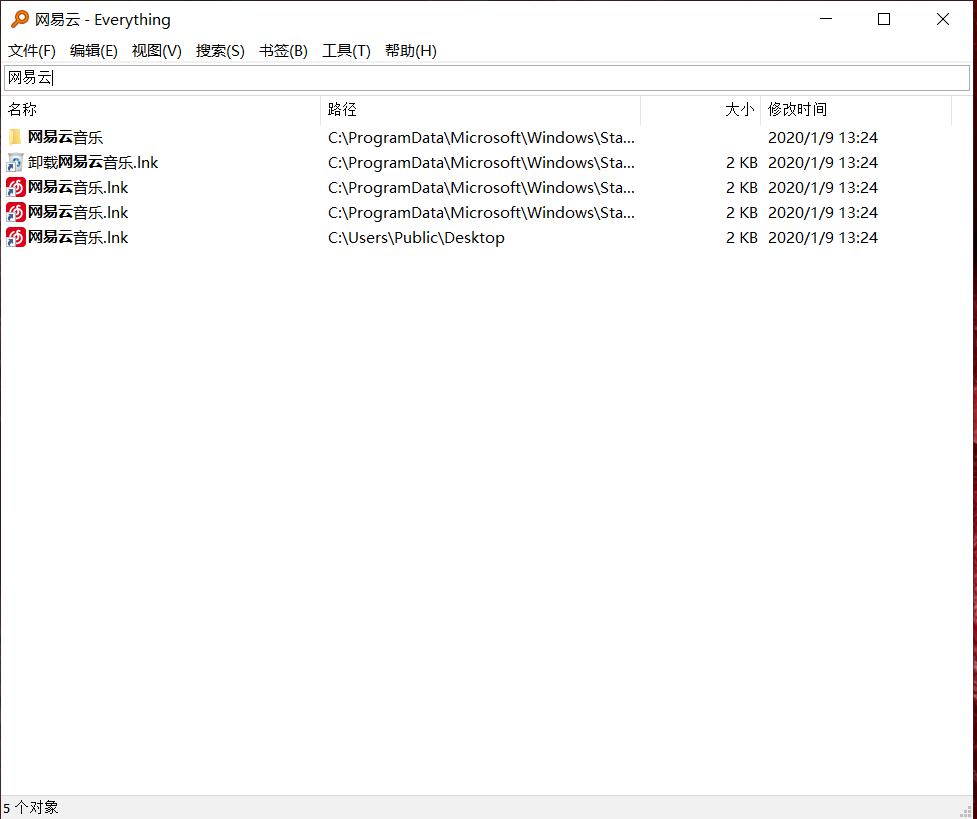 网易云 - Everything
文件(F) 编辑(E) 视图(V) 搜索(S) 书签(B) 工具(T) 帮助(H)
网易云
名称 路径 大小 修改时间
网易云音乐 C:\ProgramData\Microsoft\Windows\Sta... 2020/1/9 13:24
卸载网易云音乐.lnk C:\ProgramData\Microsoft\Windows\Sta... 2 KB 2020/1/9 13:24
网易云音乐.lnk C:\ProgramData\Microsoft\Windows\Sta... 2 KB 2020/1/9 13:24
网易云音乐.lnk C:\ProgramData\Microsoft\Windows\Sta... 2 KB 2020/1/9 13:24
网易云音乐.lnk C:\Users\Public\Desktop 2 KB 2020/1/9 13:24
5 个对象